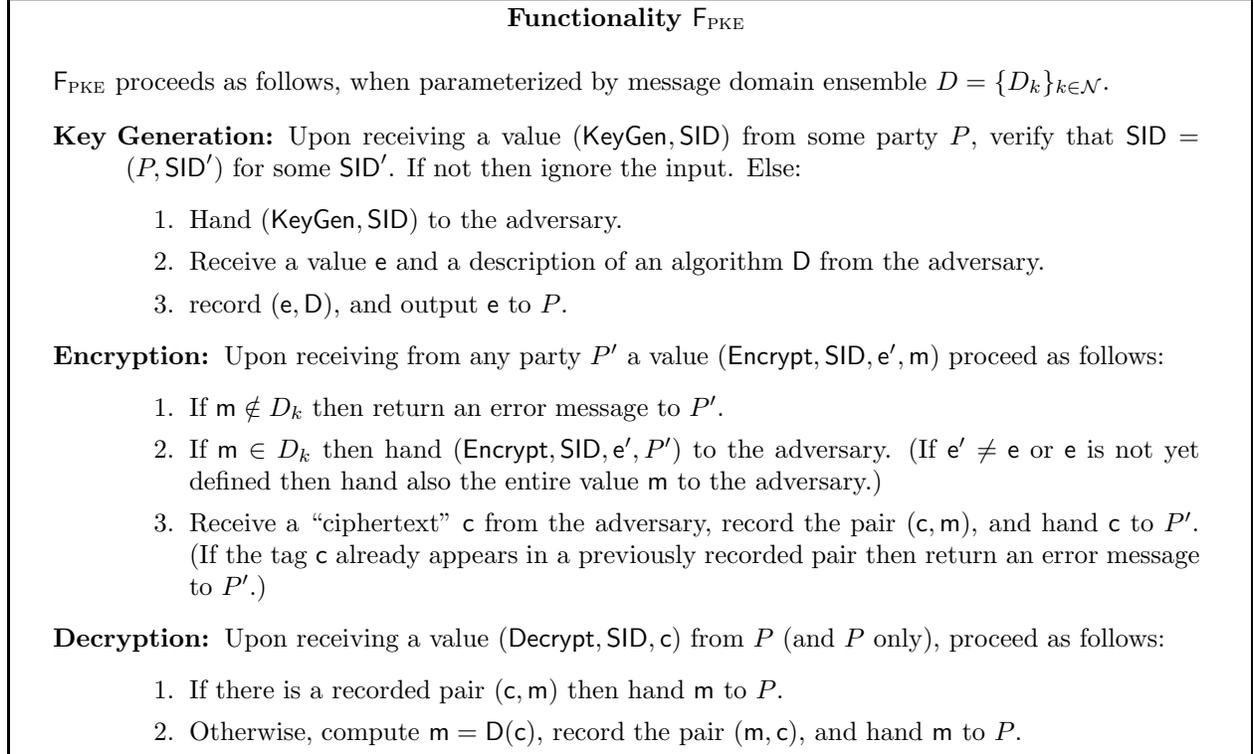 Functionality F_PKE
F_PKE proceeds as follows, when parameterized by message domain ensemble D = {D_k}_{k∈N}.
Key Generation: Upon receiving a value (KeyGen, SID) from some party P, verify that SID =
(P, SID′) for some SID′. If not then ignore the input. Else:
1. Hand (KeyGen, SID) to the adversary.
2. Receive a value e and a description of an algorithm D from the adversary.
3. record (e, D), and output e to P.
Encryption: Upon receiving from any party P′ a value (Encrypt, SID, e′, m) proceed as follows:
1. If m ∉ D_k then return an error message to P′.
2. If m ∈ D_k then hand (Encrypt, SID, e′, P′) to the adversary. (If e′ ≠ e or e is not yet
defined then hand also the entire value m to the adversary.)
3. Receive a “ciphertext” c from the adversary, record the pair (c, m), and hand c to P′.
(If the tag c already appears in a previously recorded pair then return an error message
to P′.)
Decryption: Upon receiving a value (Decrypt, SID, c) from P (and P only), proceed as follows:
1. If there is a recorded pair (c, m) then hand m to P.
2. Otherwise, compute m = D(c), record the pair (m, c), and hand m to P.